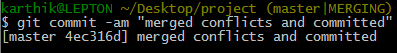 karthik@LEPTON ~/Desktop/project (master|MERGING)
$ git commit -am "merged conflicts and committed"
[master 4ec316d] merged conflicts and committed